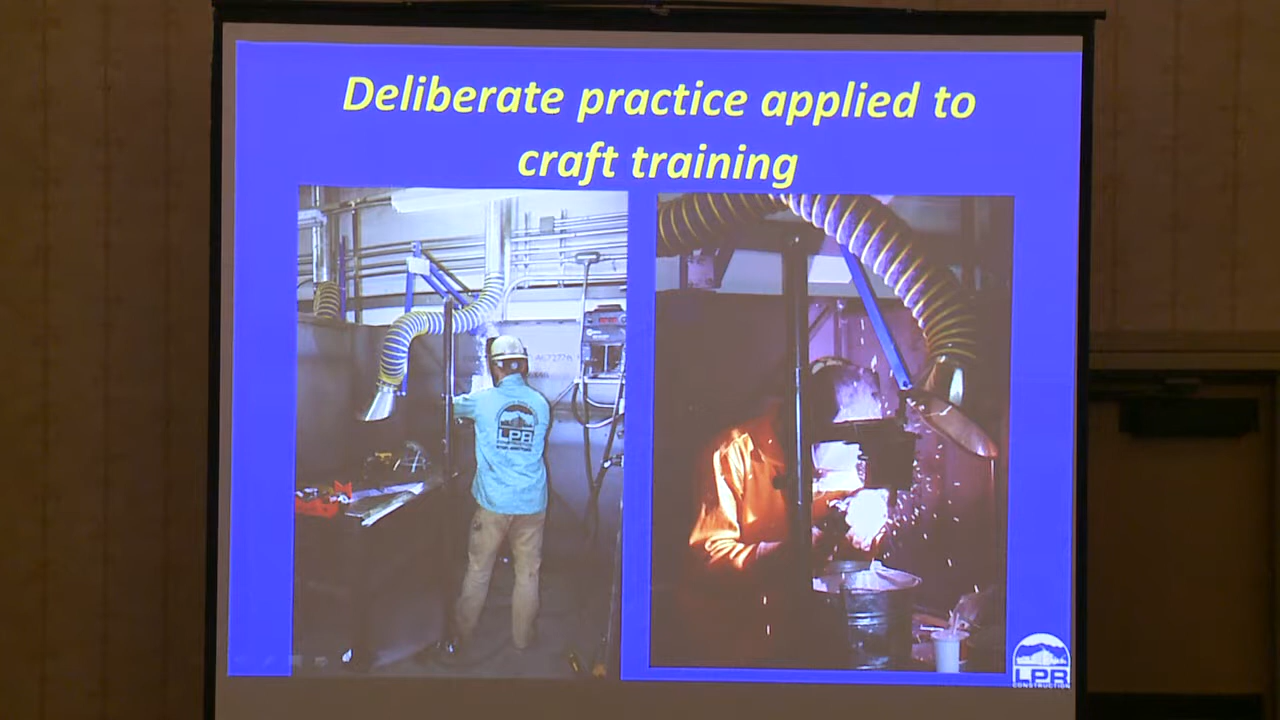 Deliberate practice applied to
craft training
LPR
LPR
CONSTRUCTION